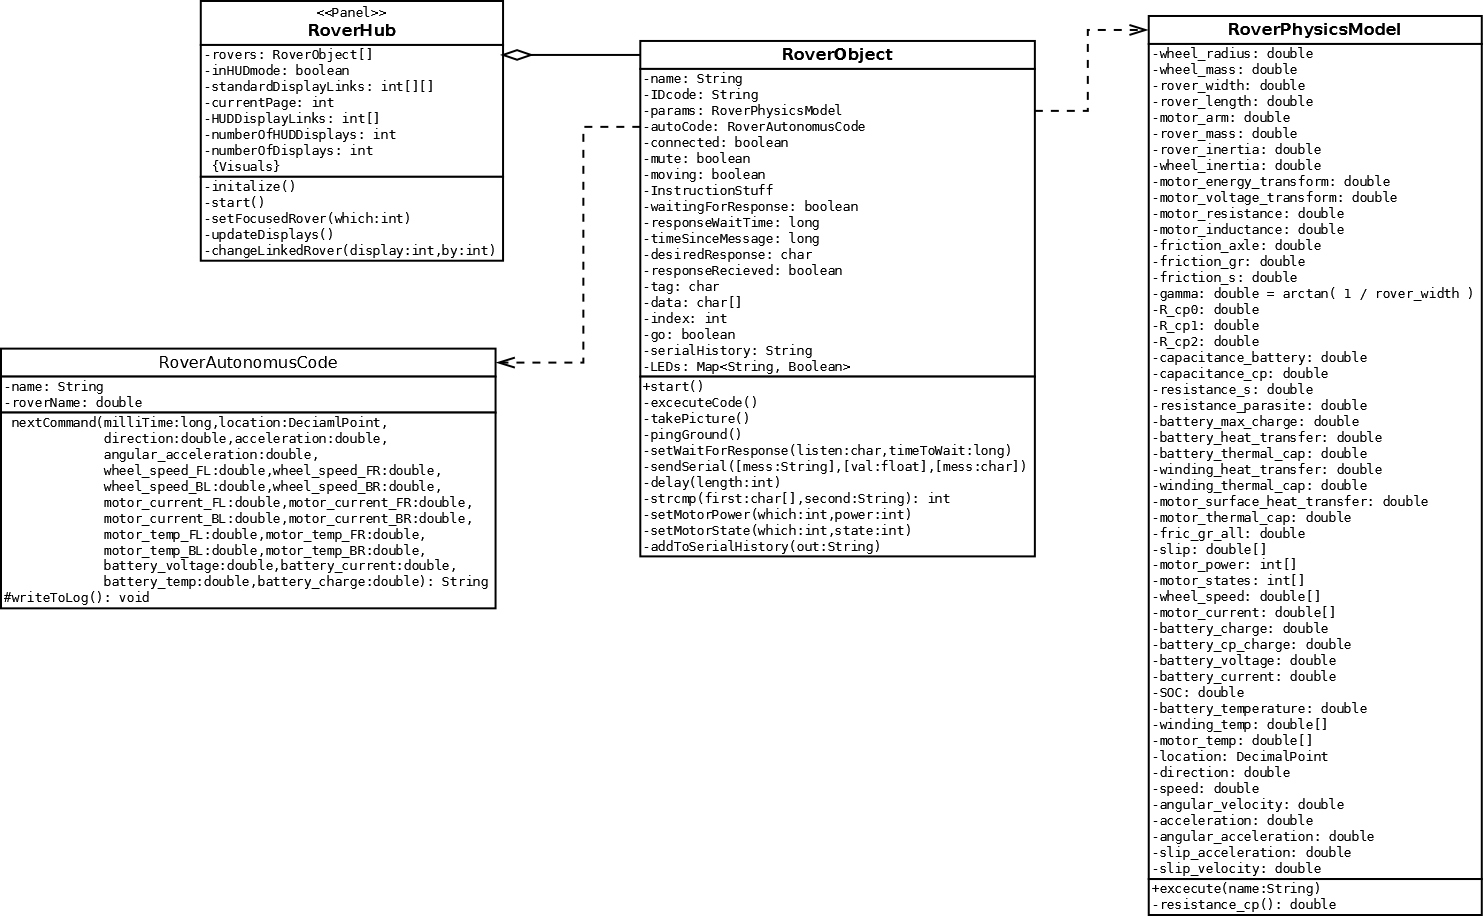 <<Panel>>
RoverHub
-rovers: RoverObject[]
-inHUDmode: boolean
-standardDisplayLinks: int[][]
-currentPage: int
-HUDDisplayLinks: int[]
-numberOfHUDDisplays: int
-numberOfDisplays: int
{Visuals}
-initalize()
-start()
-setFocusedRover(which:int)
-updateDisplays()
-changeLinkedRover(display:int,by:int)
RoverObject
-name: String
-IDcode: String
-params: RoverPhysicsModel
-autoCode: RoverAutonomusCode
-connected: boolean
-mute: boolean
-moving: boolean
-InstructionStuff
-waitingForResponse: boolean
-responseWaitTime: long
-timeSinceMessage: long
-desiredResponse: char
-responseRecieved: boolean
-tag: char
-data: char[]
-index: int
-go: boolean
-serialHistory: String
-LEDs: Map<String, Boolean>
+start()
-excecuteCode()
-takePicture()
-pingGround()
-setWaitForResponse(listen:char,timeToWait:long)
-sendSerial([mess:String],[val:float],[mess:char])
-delay(length:int)
-strcmp(first:char[],second:String): int
-setMotorPower(which:int,power:int)
-setMotorState(which:int,state:int)
-addToSerialHistory(out:String)
RoverAutonomusCode
-name: String
-roverName: double
nextCommand(milliTime:long,location:DeciamlPoint,
direction:double,acceleration:double,
angular_acceleration:double,
wheel_speed_FL:double,wheel_speed_FR:double,
wheel_speed_BL:double,wheel_speed_BR:double,
motor_current_FL:double,motor_current_FR:double,
motor_current_BL:double,motor_current_BR:double,
motor_temp_FL:double,motor_temp_FR:double,
motor_temp_BL:double,motor_temp_BR:double,
battery_voltage:double,battery_current:double,
battery_temp:double,battery_charge:double): String
#writeToLog(): void
RoverPhysicsModel
-wheel_radius: double
-wheel_mass: double
-rover_width: double
-rover_length: double
-motor_arm: double
-rover_mass: double
-rover_inertia: double
-wheel_inertia: double
-motor_energy_transform: double
-motor_voltage_transform: double
-motor_resistance: double
-motor_inductance: double
-friction_axle: double
-friction_gr: double
-friction_s: double
-gamma: double = arctan( 1 / rover_width )
-R_cp0: double
-R_cp1: double
-R_cp2: double
-capacitance_battery: double
-capacitance_cp: double
-resistance_s: double
-resistance_parasite: double
-battery_max_charge: double
-battery_heat_transfer: double
-battery_thermal_cap: double
-winding_heat_transfer: double
-winding_thermal_cap: double
-motor_surface_heat_transfer: double
-motor_thermal_cap: double
-fric_gr_all: double
-slip: double[]
-motor_power: int[]
-motor_states: int[]
-wheel_speed: double[]
-motor_current: double[]
-battery_charge: double
-battery_cp_charge: double
-battery_voltage: double
-battery_current: double
-SOC: double
-battery_temperature: double
-winding_temp: double[]
-motor_temp: double[]
-location: DecimalPoint
-direction: double
-speed: double
-angular_velocity: double
-acceleration: double
-angular_acceleration: double
-slip_acceleration: double
-slip_velocity: double
+excecute(name:String)
-resistance_cp(): double